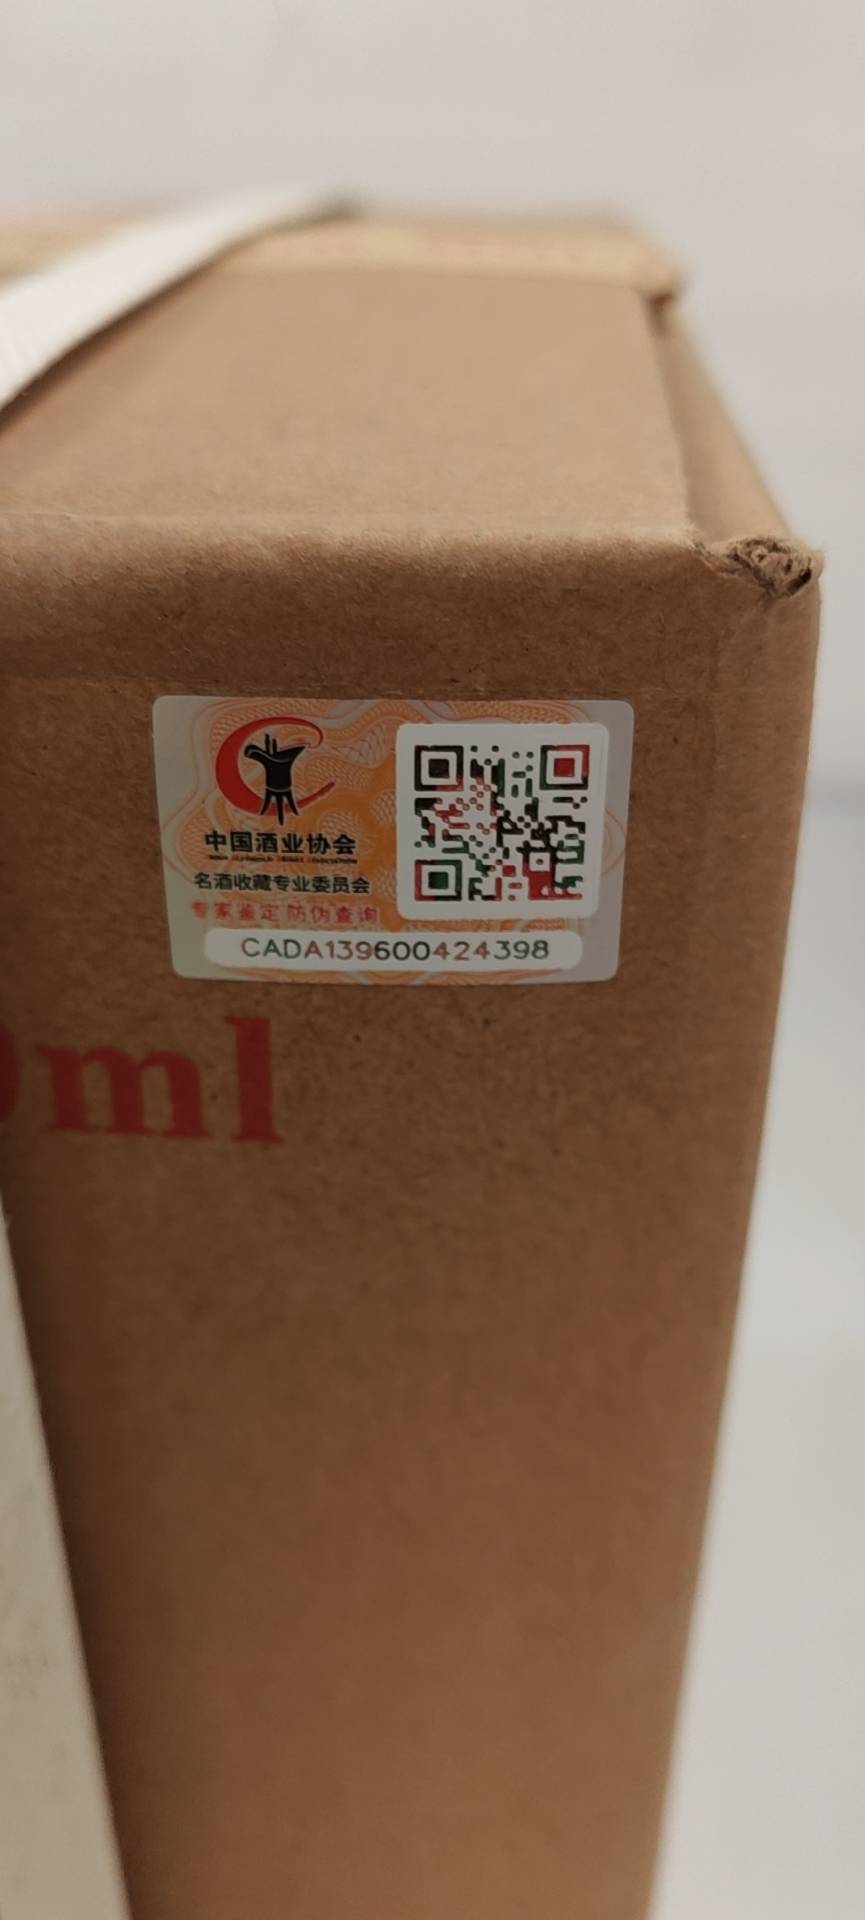 中国酒业协会
名酒收藏专业委员会
专家鉴定 防伪查询
CADA139600424398
ml